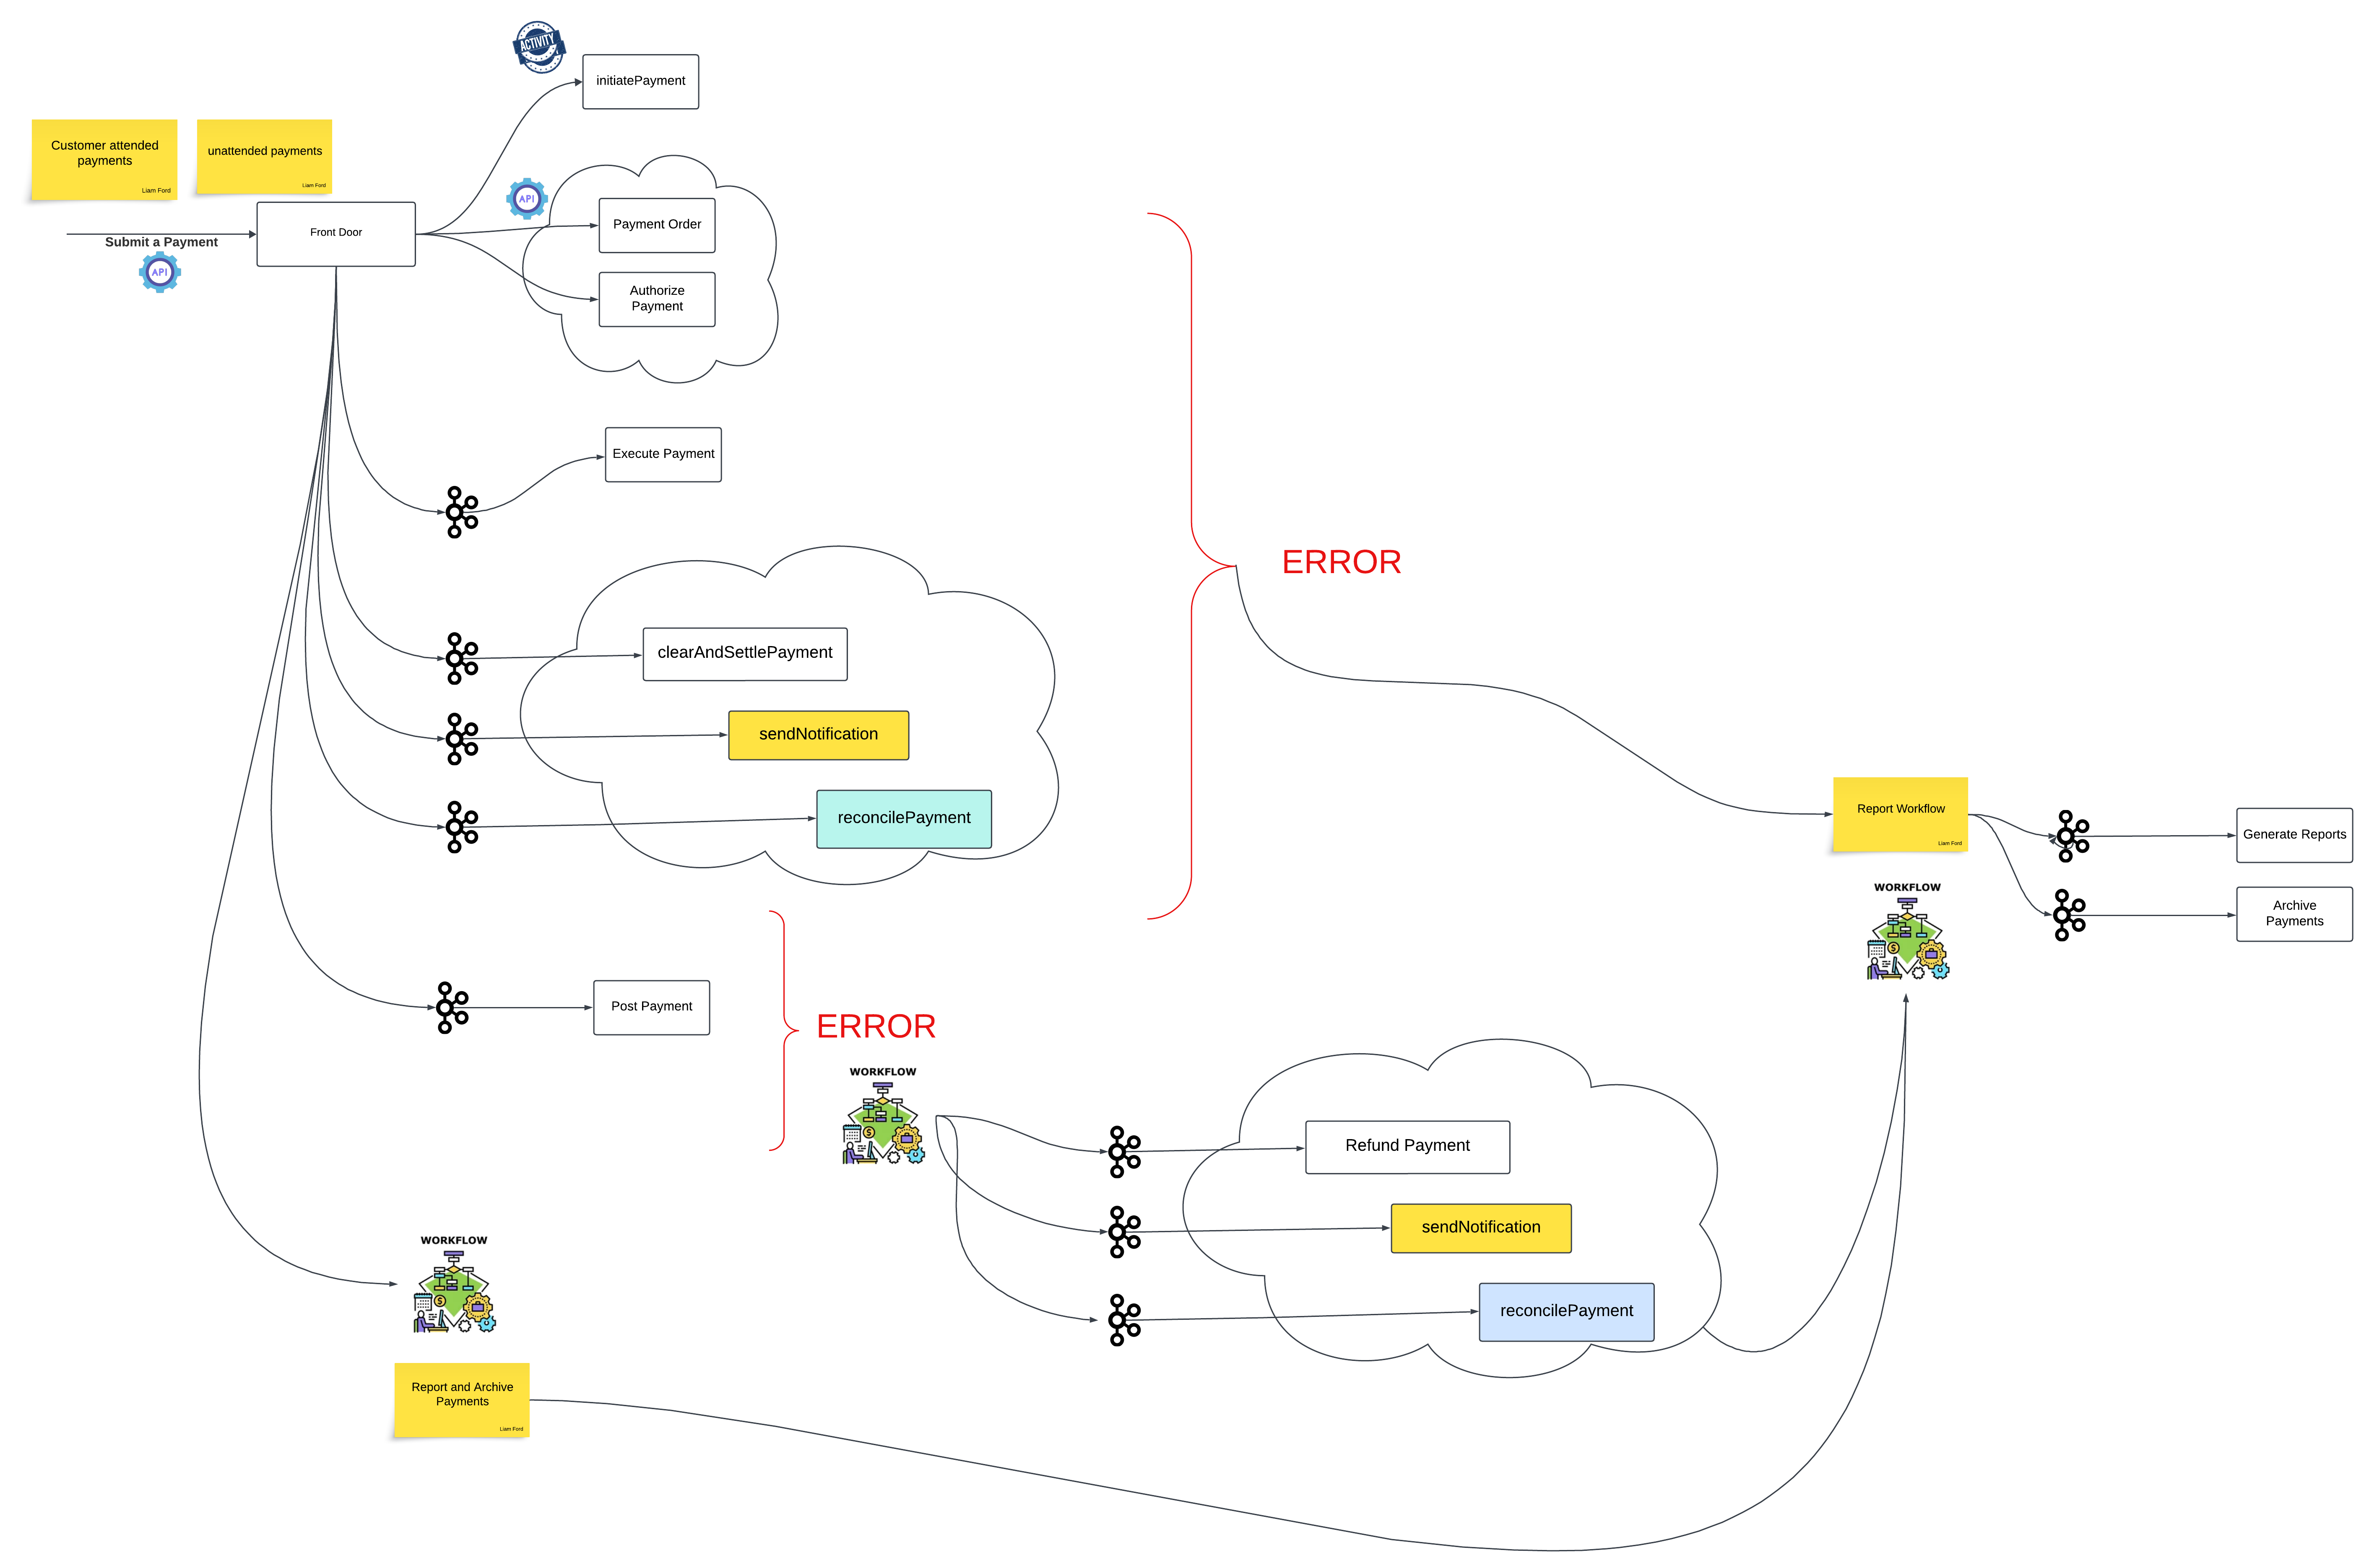 ACTIVITY
initiatePayment
Customer attended
payments
Liam Ford
unattended payments
Liam Ford
API
Payment Order
Front Door
Submit a Payment
API
Authorize
Payment
Execute Payment
ERROR
clearAndSettlePayment
sendNotification
reconcilePayment
Report Workflow
Liam Ford
Generate Reports
WORKFLOW
$
Archive
Payments
Post Payment
ERROR
WORKFLOW
$
Refund Payment
sendNotification
reconcilePayment
WORKFLOW
$
Report and Archive
Payments
Liam Ford